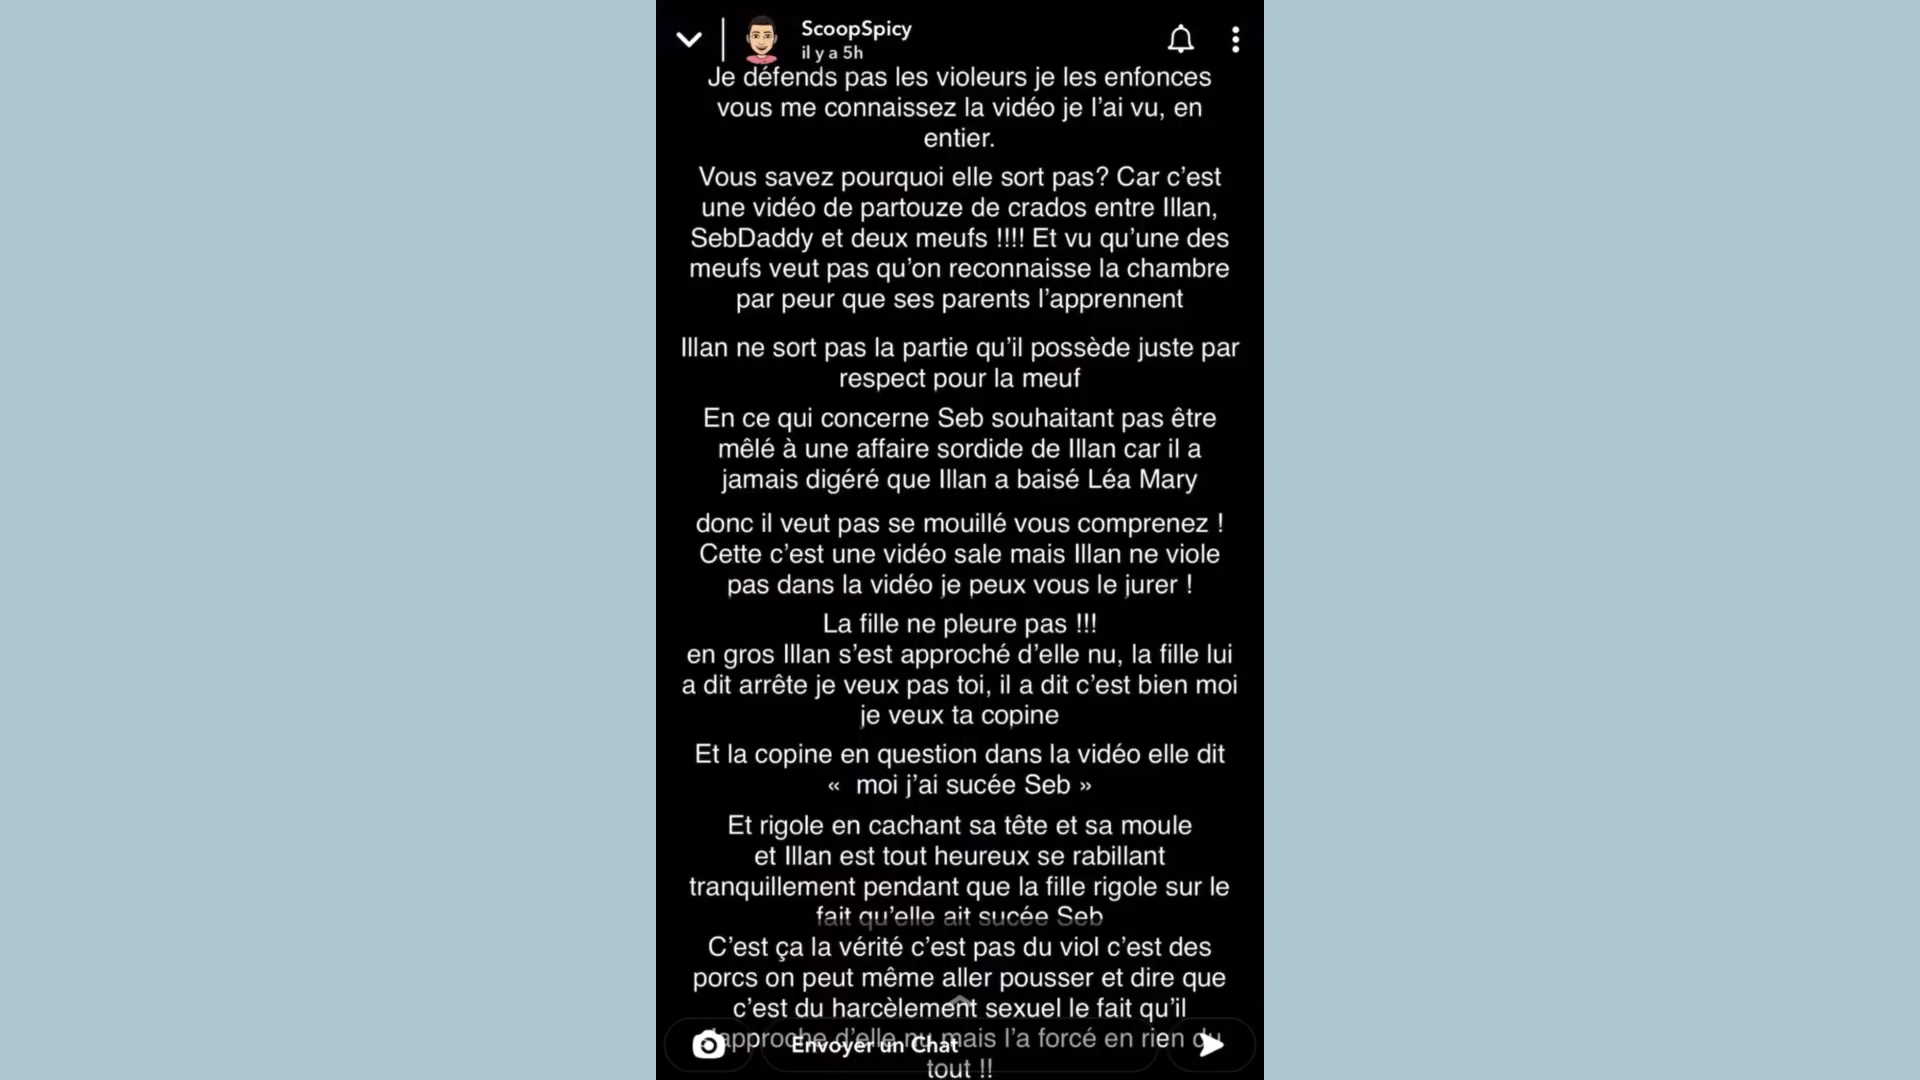 ScoopSpicy
il y a 5h
Je défends pas les violeurs je les enfonces
vous me connaissez la vidéo je l'ai vu, en
entier.
Vous savez pourquoi elle sort pas? Car c'est
une vidéo de partouze de crados entre Illan,
SebDaddy et deux meufs !!!! Et vu qu'une des
meufs veut pas qu'on reconnaisse la chambre
par peur que ses parents l'apprennent
Illan ne sort pas la partie qu'il possède juste par
respect pour la meuf
En ce qui concerne Seb souhaitant pas être
mêlé à une affaire sordide de Illan car il a
jamais digéré que Illan a baisé Léa Mary
donc il veut pas se mouillé vous comprenez !
Cette c'est une vidéo sale mais Illan ne viole
pas dans la vidéo je peux vous le jurer !
La fille ne pleure pas !!!
en gros Illan s'est approché d'elle nu, la fille lui
a dit arrête je veux pas toi, il a dit c'est bien moi
je veux ta copine
Et la copine en question dans la vidéo elle dit
« moi j'ai sucée Seb »
Et rigole en cachant sa tête et sa moule
et Illan est tout heureux se rabillant
tranquillement pendant que la fille rigole sur le
fait qu'elle ait sucée Seb
C'est ça la vérité c'est pas du viol c'est des
porcs on peut même aller pousser et dire que
c'est du harcèlement sexuel le fait qu'il
approche d'elle nu mais l'a forcé en rien du
Envoyer un Chat
tout !!